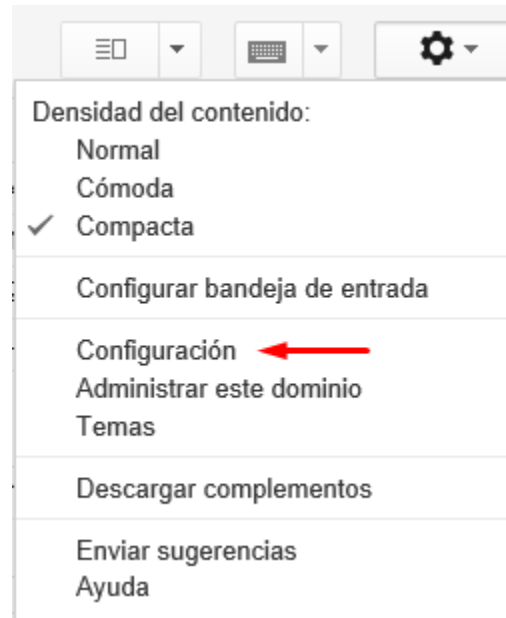 Densidad del contenido:
Normal
Cómoda
Compacta
Configurar bandeja de entrada
Configuración
Administrar este dominio
Temas
Descargar complementos
Enviar sugerencias
Ayuda